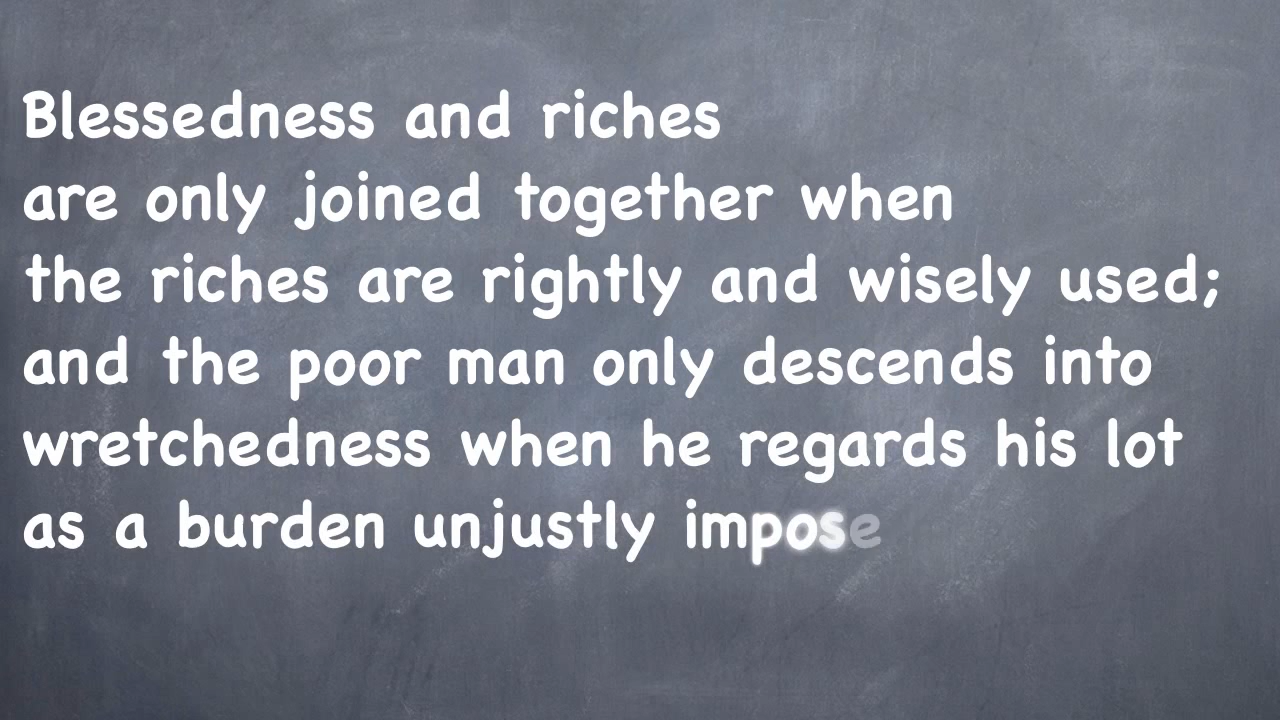 Blessedness and riches
are only joined together when
the riches are rightly and wisely used;
and the poor man only descends into
wretchedness when he regards his lot
as a burden unjustly impose